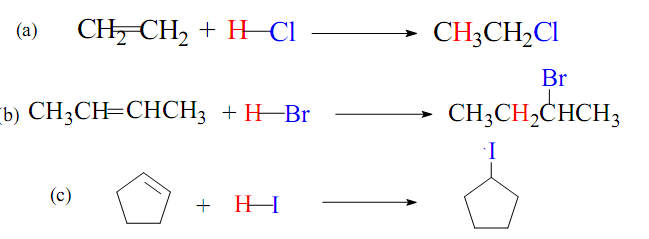 (a) CH₂=CH₂ + H—Cl CH₃CH₂Cl
Br
b) CH₃CH=CHCH₃ + H—Br CH₃CH₂CHCH₃
·I
(c) + H—I